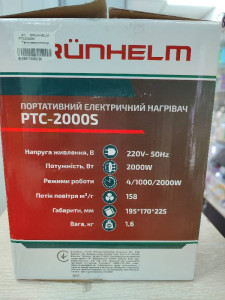 GRÜNHELM
ПОРТАТИВНИЙ ЕЛЕКТРИЧНИЙ НАГРІВАЧ
PTC-2000S
Напруга живлення, В 220V~ 50Hz
Потужність, Вт 2000W
Режими роботи 4/1000/2000W
Потік повітря м³/г 158
Габарити, мм 195*170*225
Вага, кг 1.6